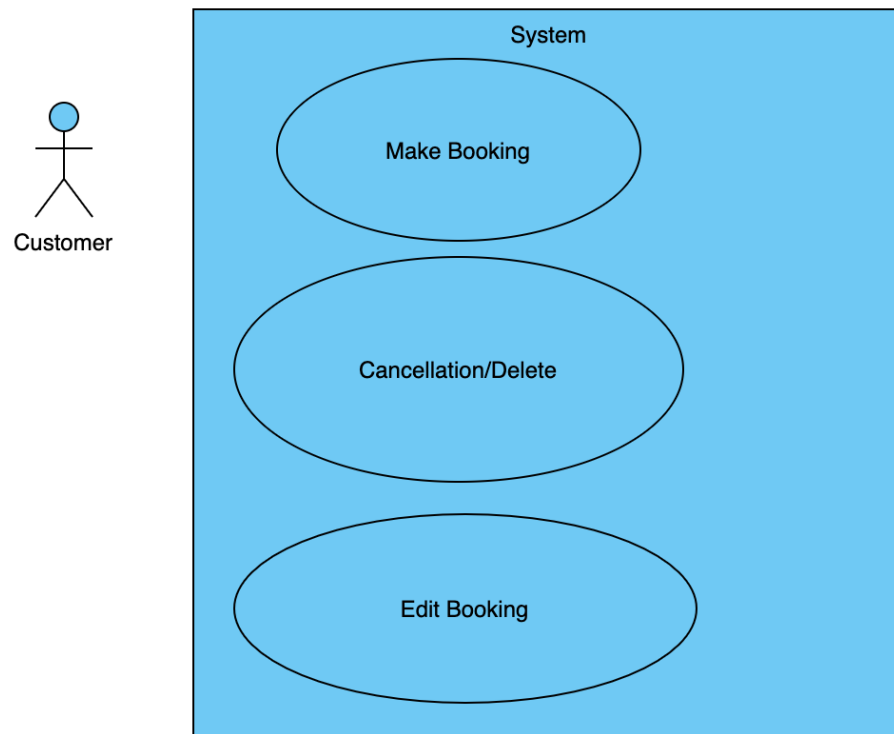 System
Make Booking
Customer
Cancellation/Delete
Edit Booking